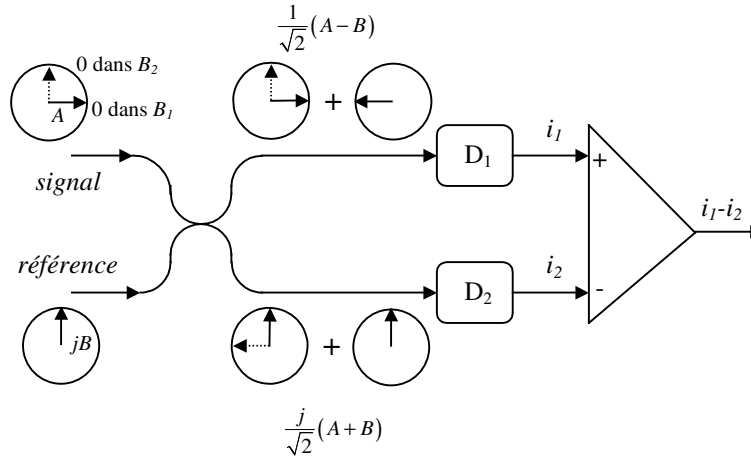 1/√2 (A − B)
0 dans B₂
A
0 dans B₁
+
signal
D₁
i₁
+
i₁-i₂
référence
D₂
i₂
-
jB
+
j/√2 (A + B)